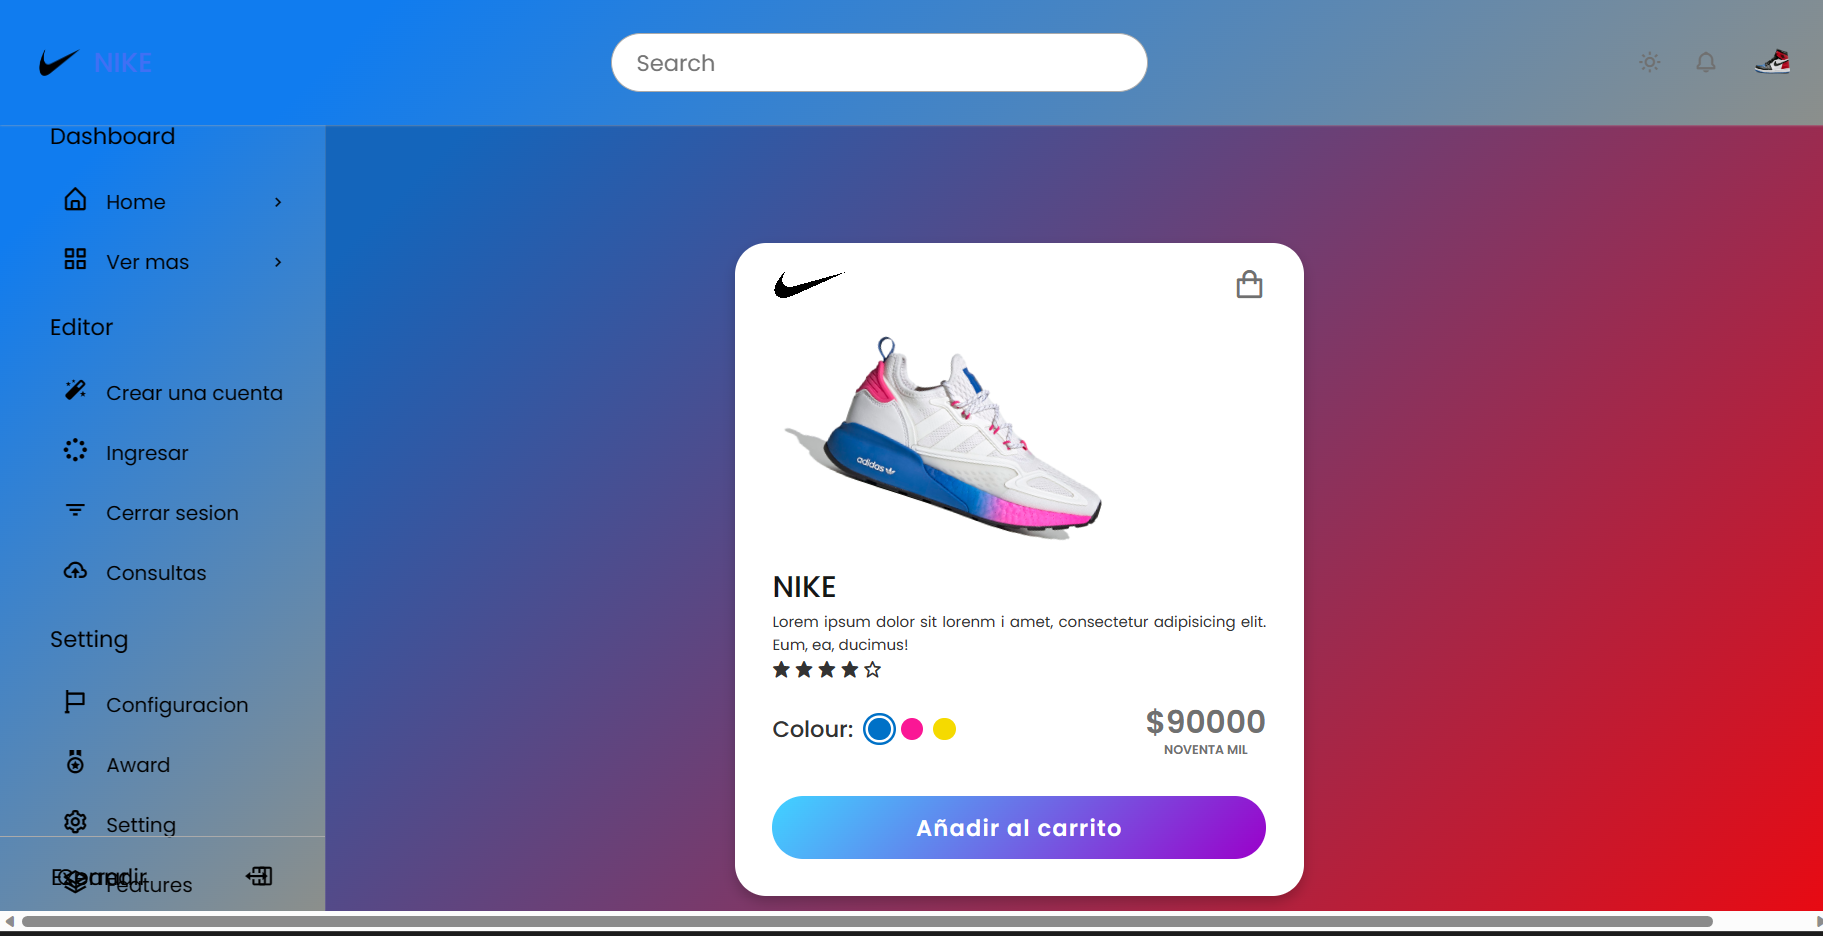 NIKE
Search
Dashboard
Home
Ver mas
Editor
Crear una cuenta
Ingresar
Cerrar sesion
Consultas
Setting
Configuracion
Award
Setting
Features
adidas
NIKE
Lorem ipsum dolor sit lorenm i amet, consectetur adipisicing elit.
Eum, ea, ducimus!
Colour:
$90000
NOVENTA MIL
Añadir al carrito